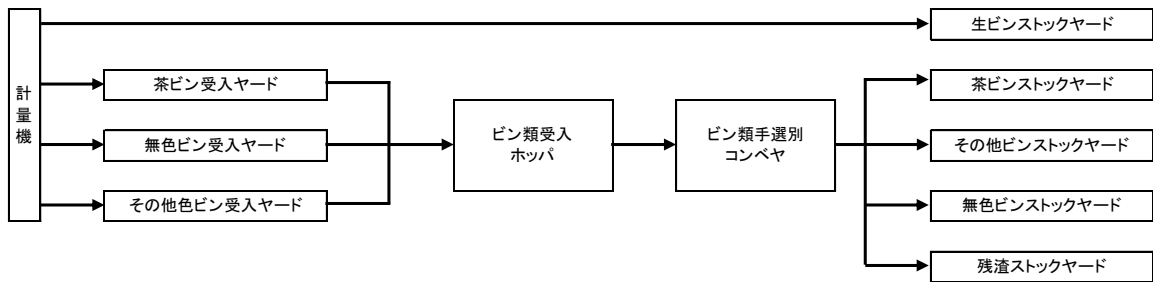 計量機
生ビンストックヤード
茶ビン受入ヤード
茶ビンストックヤード
無色ビン受入ヤード
ビン類受入
ホッパ
ビン類手選別
コンベヤ
その他ビンストックヤード
その他色ビン受入ヤード
無色ビンストックヤード
残渣ストックヤード